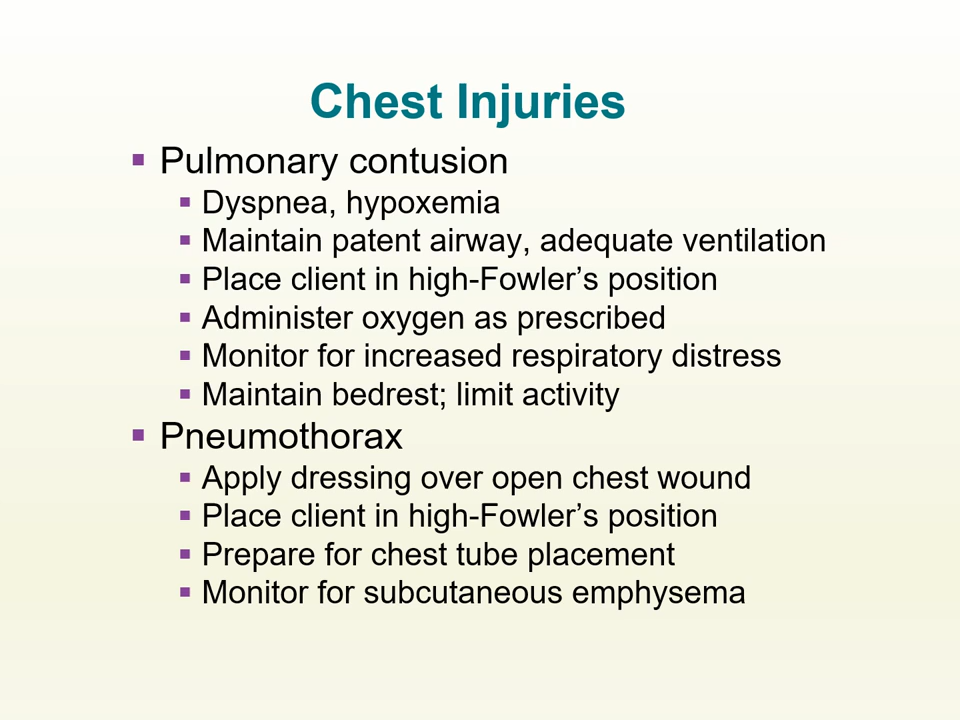 Chest Injuries
▪ Pulmonary contusion
▪ Dyspnea, hypoxemia
▪ Maintain patent airway, adequate ventilation
▪ Place client in high-Fowler’s position
▪ Administer oxygen as prescribed
▪ Monitor for increased respiratory distress
▪ Maintain bedrest; limit activity
▪ Pneumothorax
▪ Apply dressing over open chest wound
▪ Place client in high-Fowler’s position
▪ Prepare for chest tube placement
▪ Monitor for subcutaneous emphysema